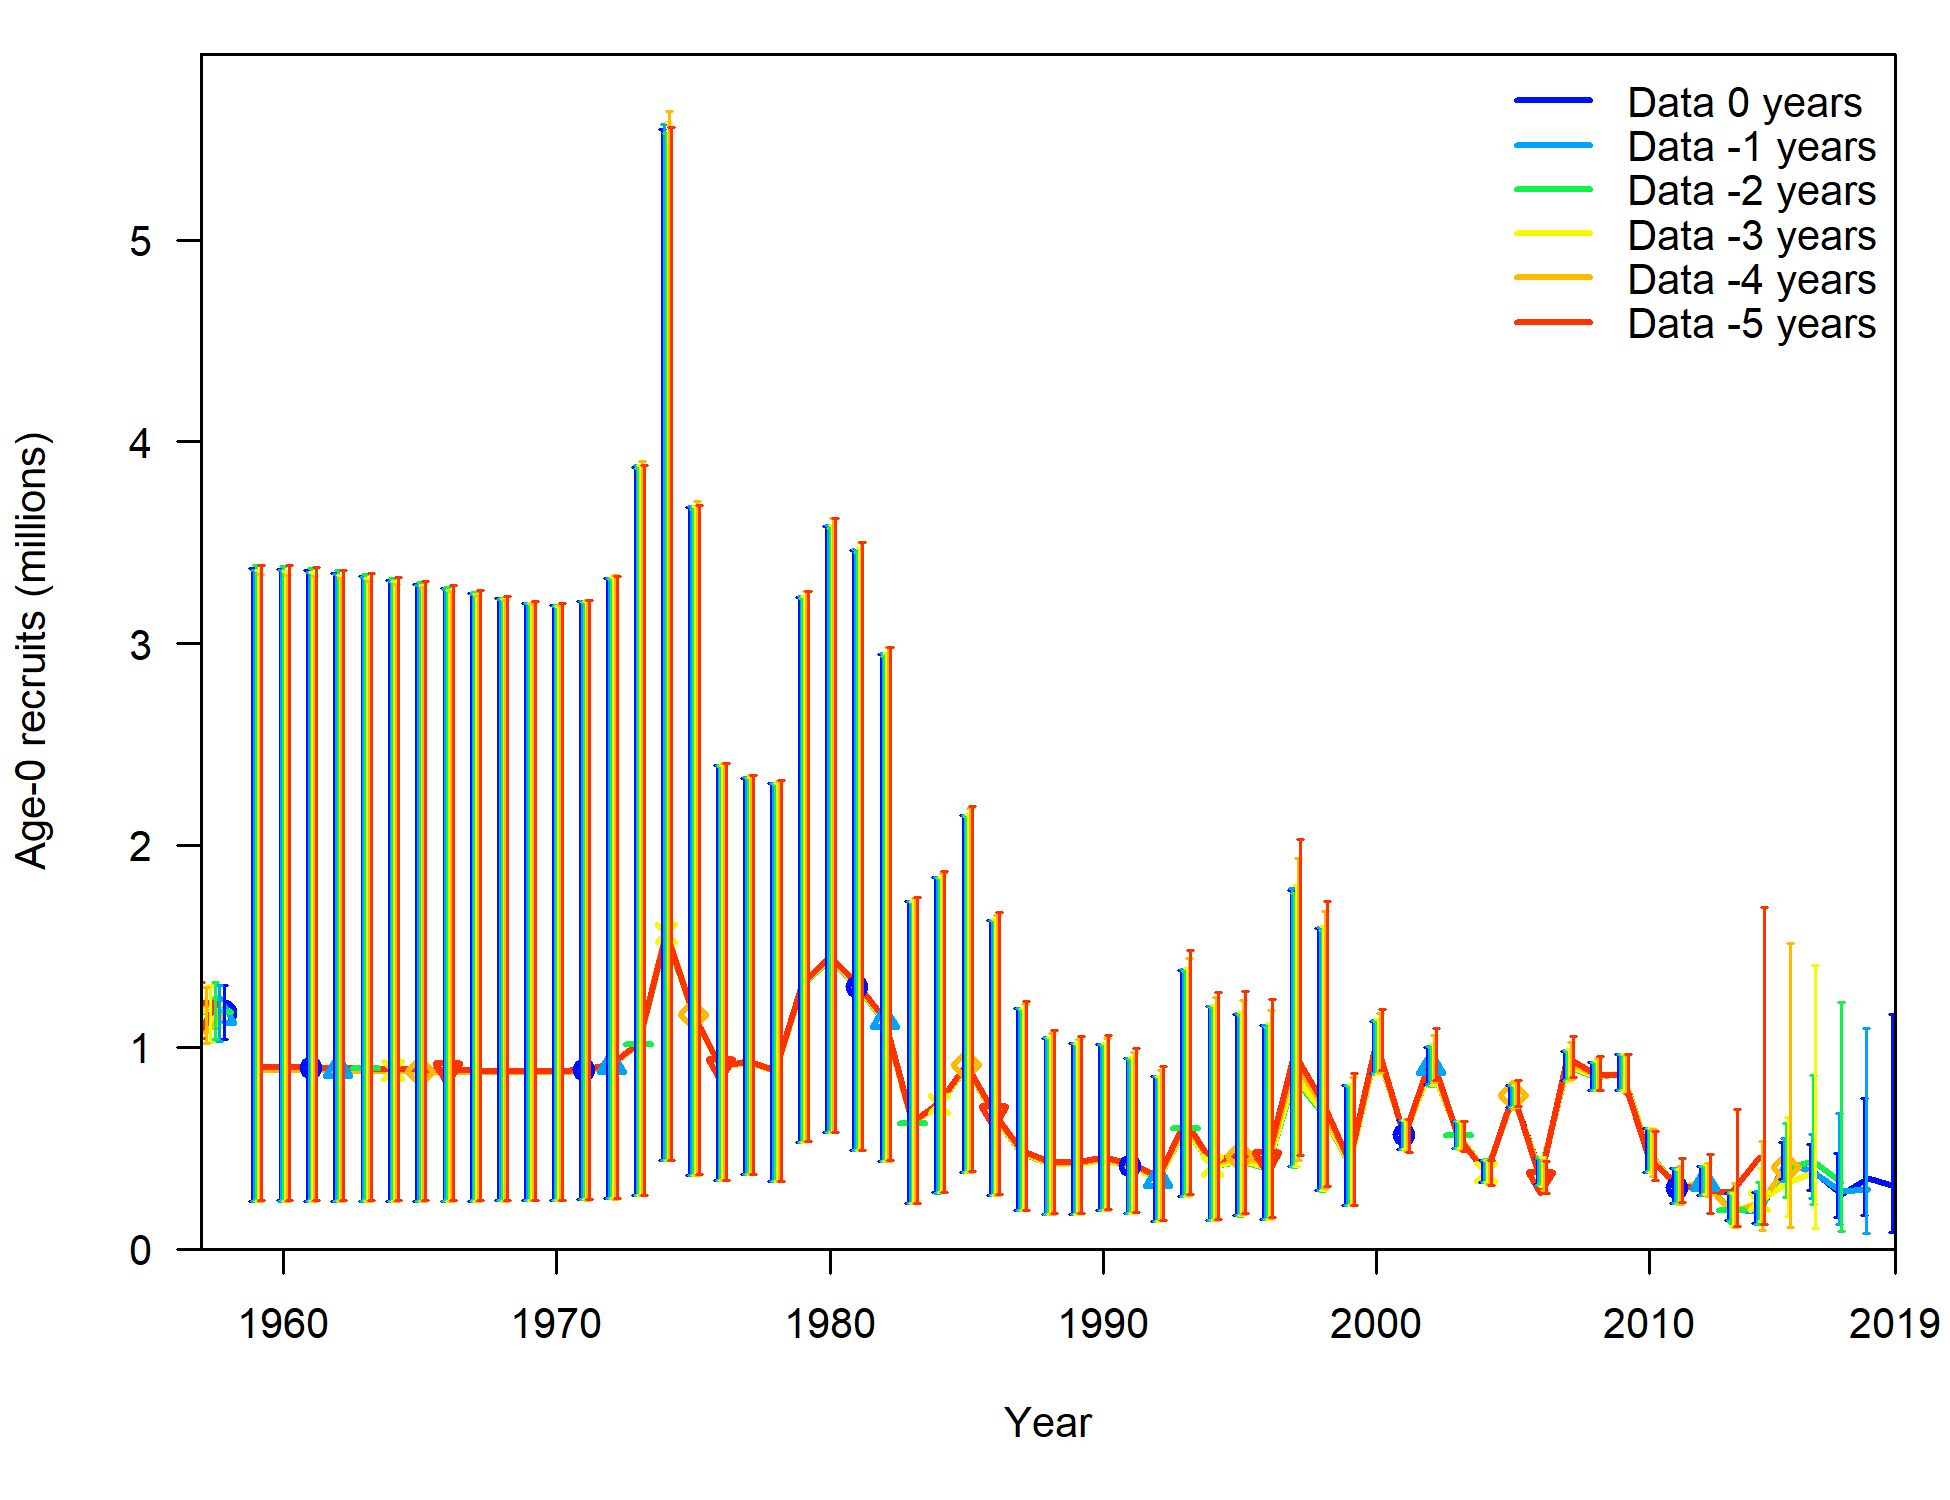 Data 0 years
Data -1 years
Data -2 years
Data -3 years
Data -4 years
Data -5 years
Age-0 recruits (millions)
5
4
3
2
1
0
1960 1970 1980 1990 2000 2010 2019
Year